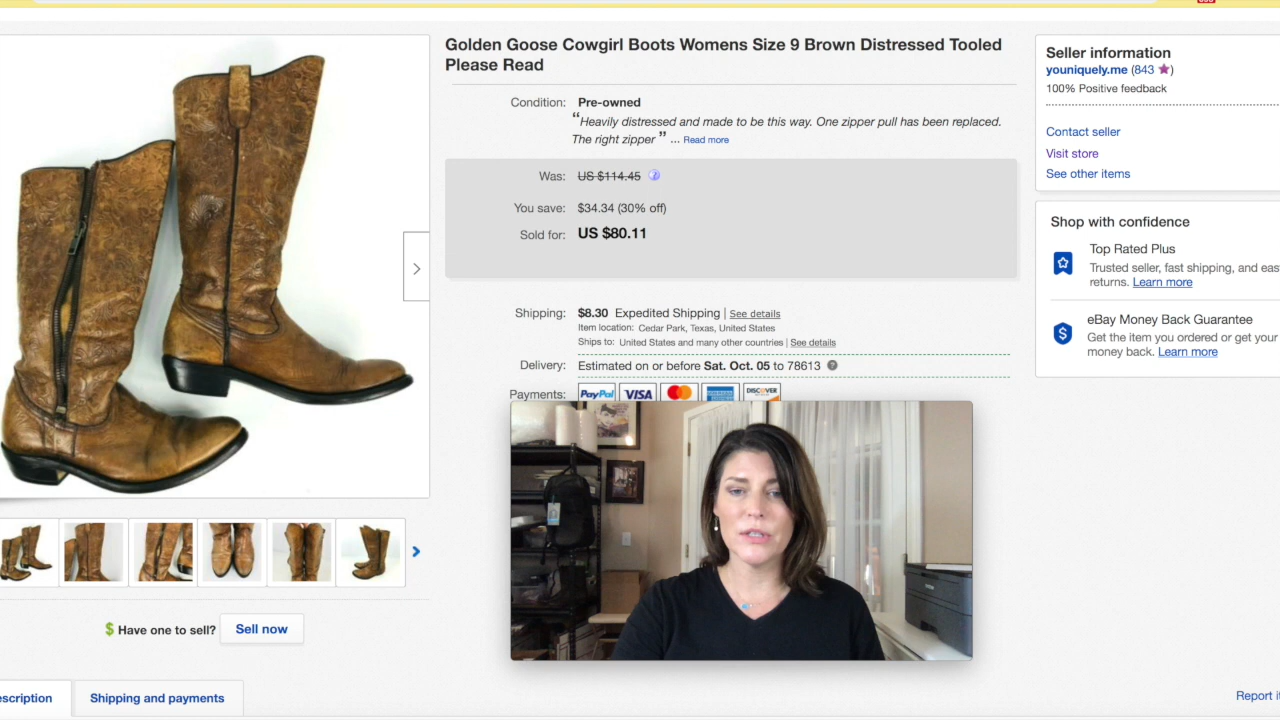 Golden Goose Cowgirl Boots Womens Size 9 Brown Distressed Tooled
Please Read
Condition: Pre-owned
“Heavily distressed and made to be this way. One zipper pull has been replaced.
The right zipper ” ... Read more
Was: US $114.45
You save: $34.34 (30% off)
Sold for: US $80.11
Shipping: $8.30 Expedited Shipping | See details
Item location: Cedar Park, Texas, United States
Ships to: United States and many other countries | See details
Delivery: Estimated on or before Sat. Oct. 05 to 78613
Payments: PayPal VISA DISCOVER
Seller information
youniquely.me (843 ★)
100% Positive feedback
Contact seller
Visit store
See other items
Shop with confidence
Top Rated Plus
Trusted seller, fast shipping, and eas
returns. Learn more
eBay Money Back Guarantee
Get the item you ordered or get your
money back. Learn more
$ Have one to sell? Sell now
escription
Shipping and payments
Report it